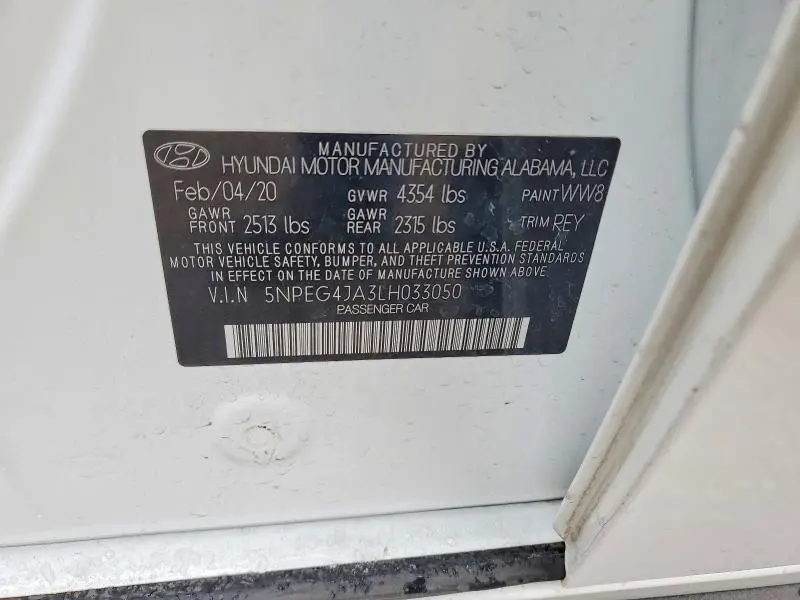 MANUFACTURED BY
HYUNDAI MOTOR MANUFACTURING ALABAMA, LLC
Feb/04/20 GVWR 4354 lbs PAINT WW8
GAWR FRONT 2513 lbs GAWR REAR 2315 lbs TRIM REY
THIS VEHICLE CONFORMS TO ALL APPLICABLE U.S.A. FEDERAL
MOTOR VEHICLE SAFETY, BUMPER, AND THEFT PREVENTION STANDARDS
IN EFFECT ON THE DATE OF MANUFACTURE SHOWN ABOVE.
V.I.N 5NPEG4JA3LH033050
PASSENGER CAR